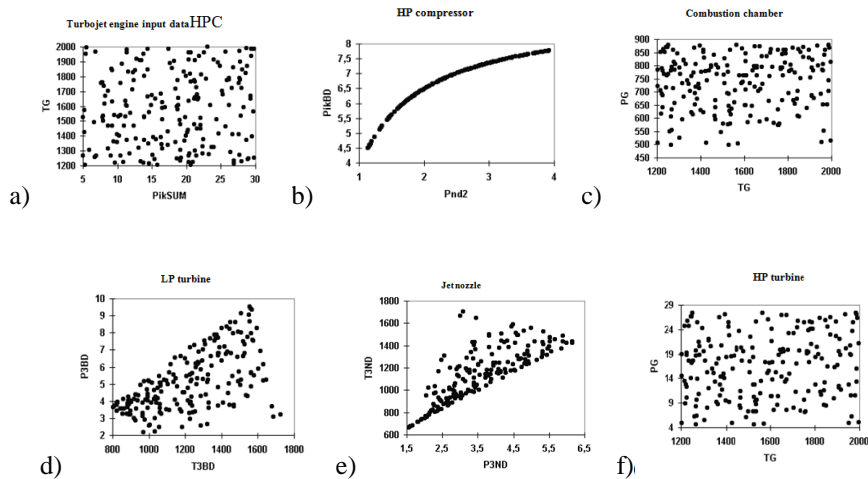 Turbojet engine input dataHPC
2000
1900
1800
1700
1600
1500
1400
1300
1200
TG
5 10 15 20 25 30
PikSUM
a)
HP compressor
8
7,5
7
6,5
6
5,5
5
4,5
4
PikBD
1 2 3 4
Pnd2
b)
Combustion chamber
900
850
800
750
700
650
600
550
500
450
PG
1200 1400 1600 1800 2000
TG
c)
LP turbine
10
9
8
7
6
5
4
3
2
P3BD
800 1000 1200 1400 1600 1800
T3BD
d)
Jet nozzle
1800
1600
1400
1200
1000
800
600
T3ND
1,5 2,5 3,5 4,5 5,5 6,5
P3ND
e)
HP turbine
29
24
19
14
9
4
PG
1200 1400 1600 1800 2000
TG
f)